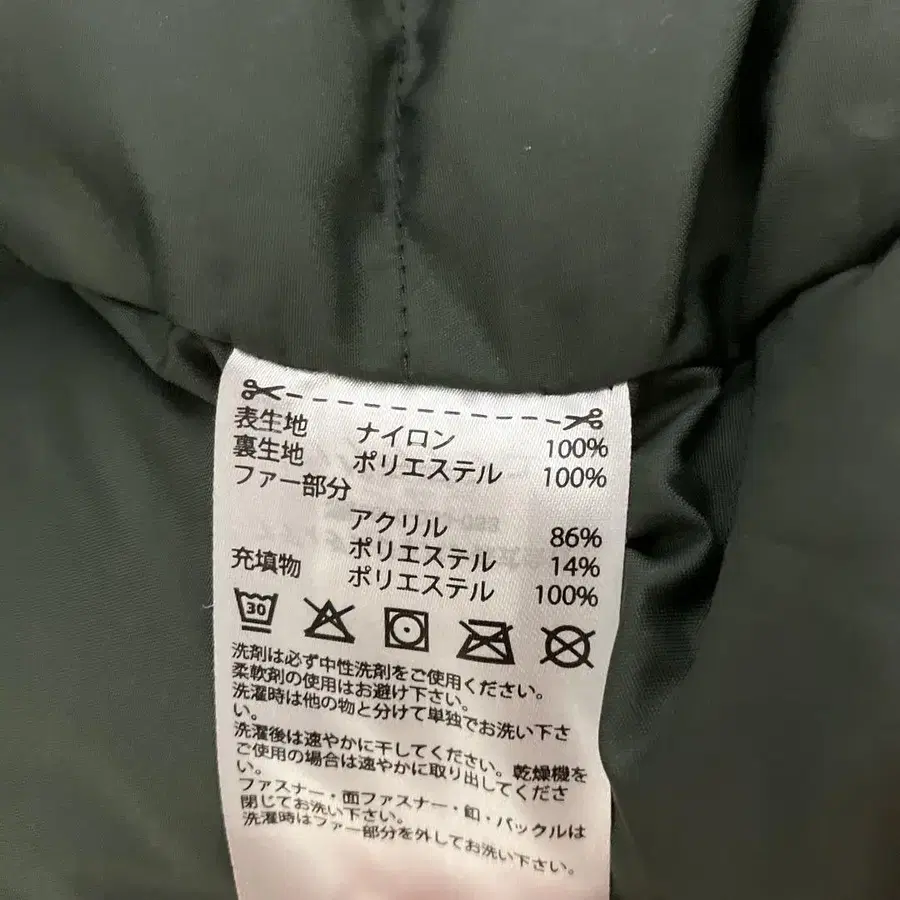 表生地 ナイロン 100%
裏生地 ポリエステル 100%
ファー部分
アクリル 86%
ポリエステル 14%
充填物 ポリエステル 100%
30
洗剤は必ず中性洗剤をご使用ください。
柔軟剤の使用はお避け下さい。
洗濯時は他の物と分けて単独でお洗い下さ
い。
洗濯後は速やかに干してください。乾燥機を
ご使用の場合は速やかに取り出してくださ
い。
ファスナー・面ファスナー・釦・バックルは
閉じてお洗い下さい。
洗濯時はファー部分を外してお洗い下さい。